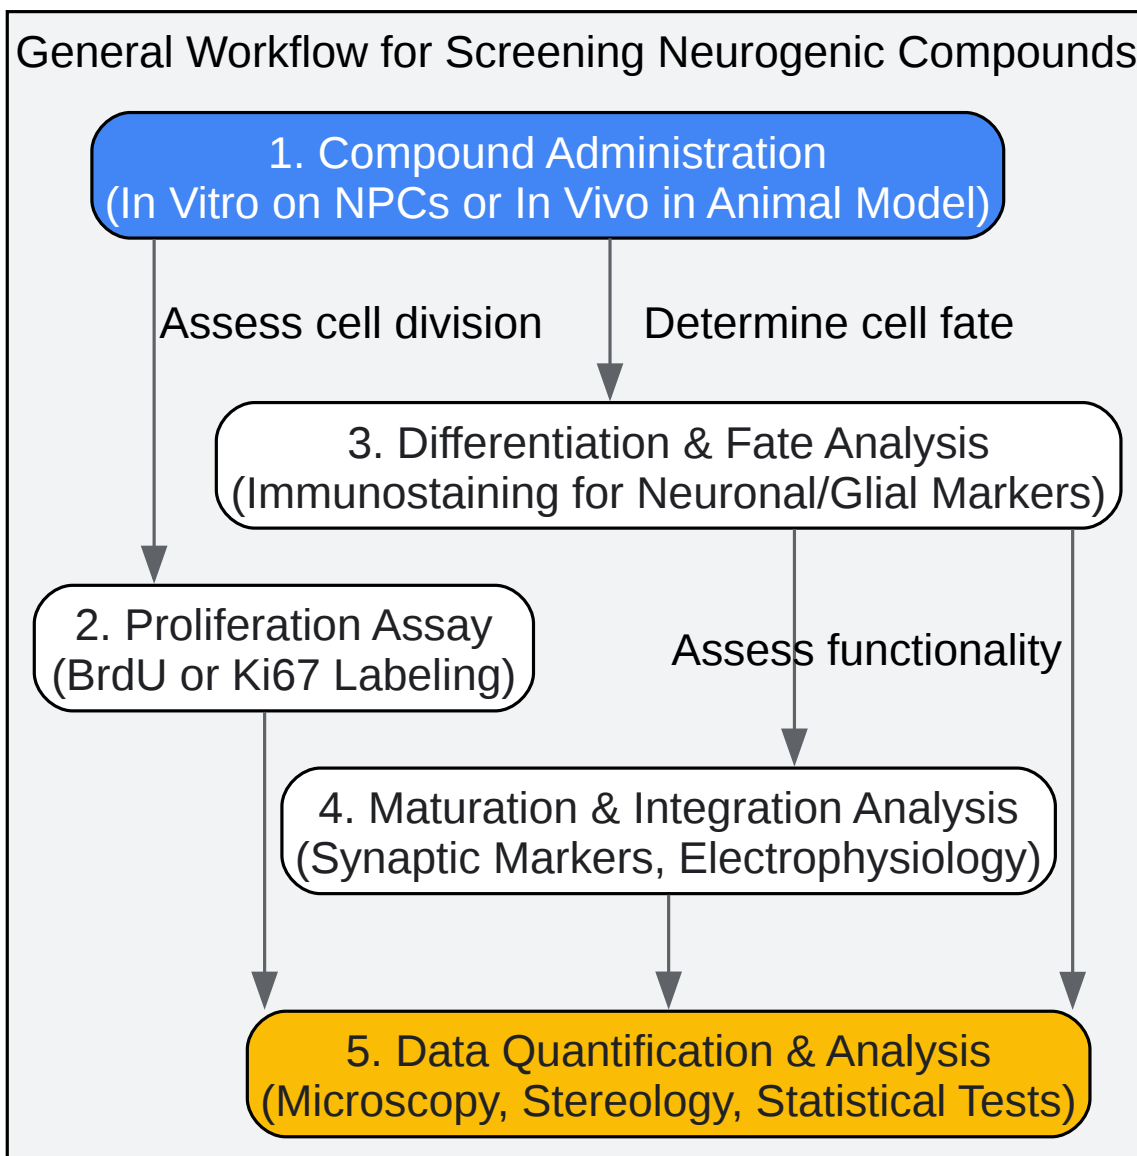 General Workflow for Screening Neurogenic Compounds
1. Compound Administration
(In Vitro on NPCs or In Vivo in Animal Model)
Assess cell division
Determine cell fate
3. Differentiation & Fate Analysis
(Immunostaining for Neuronal/Glial Markers)
2. Proliferation Assay
(BrdU or Ki67 Labeling)
Assess functionality
4. Maturation & Integration Analysis
(Synaptic Markers, Electrophysiology)
5. Data Quantification & Analysis
(Microscopy, Stereology, Statistical Tests)